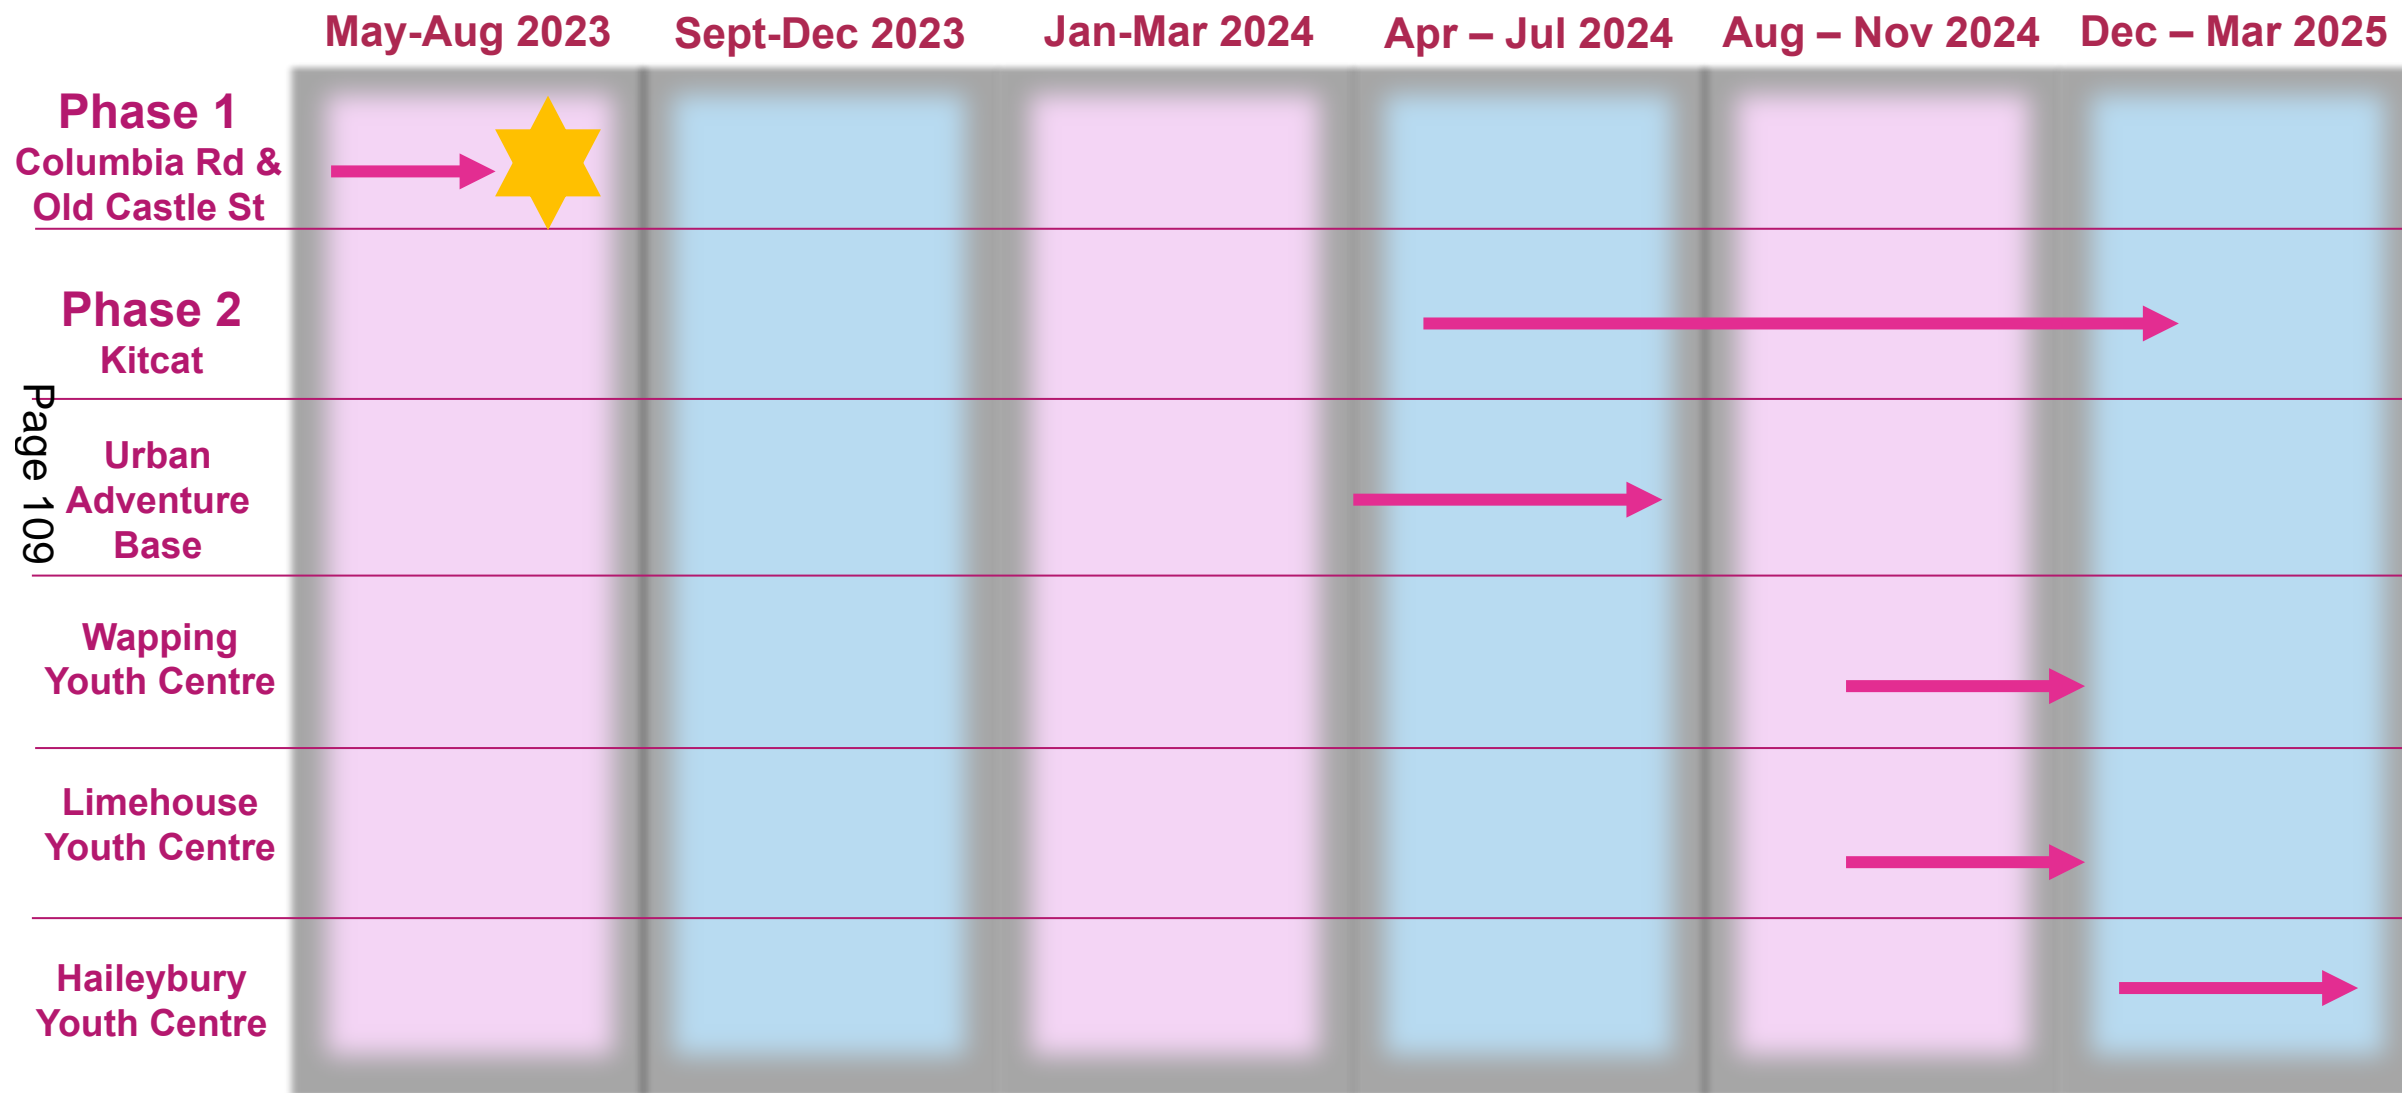 May-Aug 2023
Sept-Dec 2023
Jan-Mar 2024
Apr – Jul 2024
Aug – Nov 2024
Dec – Mar 2025
Phase 1
Columbia Rd &
Old Castle St
Phase 2
Kitcat
Urban
Adventure
Base
Wapping
Youth Centre
Limehouse
Youth Centre
Haileybury
Youth Centre
Page 109